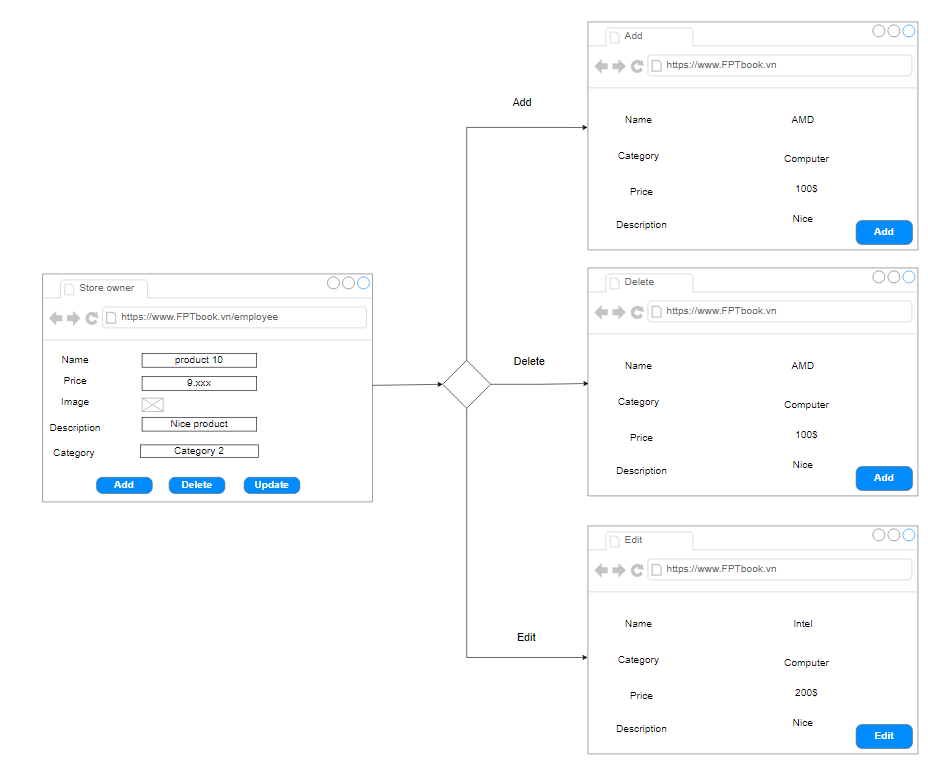 Store owner
https://www.FPTbook.vn/employee
Name product 10
Price 9.xxx
Image
Description Nice product
Category Category 2
Add Delete Update
Add
Delete
Edit
Add
https://www.FPTbook.vn
Name AMD
Category Computer
Price 100$
Description Nice
Add
Delete
https://www.FPTbook.vn
Name AMD
Category Computer
Price 100$
Description Nice
Add
Edit
https://www.FPTbook.vn
Name Intel
Category Computer
Price 200$
Description Nice
Edit